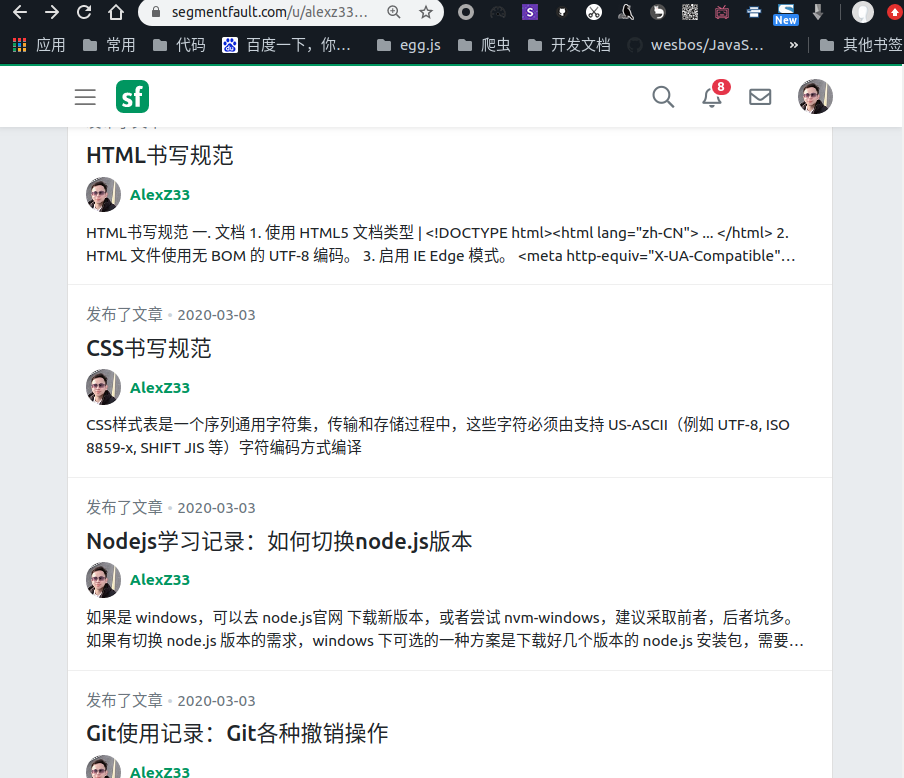 segmentfault.com/u/alexz33...
S
New
应用 常用 代码 百度一下，你... egg.js 爬虫 开发文档 wesbos/JavaS... » 其他书签
sf 8
HTML书写规范
AlexZ33
HTML书写规范 一. 文档 1. 使用 HTML5 文档类型 | <!DOCTYPE html><html lang="zh-CN"> ... </html> 2.
HTML 文件使用无 BOM 的 UTF-8 编码。 3. 启用 IE Edge 模式。 <meta http-equiv="X-UA-Compatible"...
发布了文章 • 2020-03-03
CSS书写规范
AlexZ33
CSS样式表是一个序列通用字符集，传输和存储过程中，这些字符必须由支持 US-ASCII（例如 UTF-8, ISO
8859-x, SHIFT JIS 等）字符编码方式编译
发布了文章 • 2020-03-03
Nodejs学习记录：如何切换node.js版本
AlexZ33
如果是 windows，可以去 node.js官网 下载新版本，或者尝试 nvm-windows，建议采取前者，后者坑多。
如果有切换 node.js 版本的需求，windows 下可选的一种方案是下载好几个版本的 node.js 安装包，需要...
发布了文章 • 2020-03-03
Git使用记录：Git各种撤销操作
AlexZ33